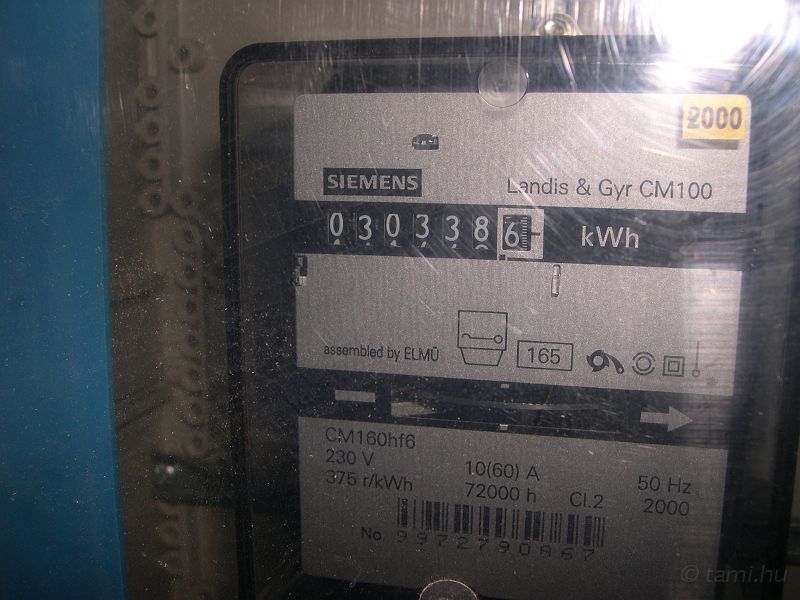 2000
SIEMENS
Landis & Gyr CM100
0303386 kWh
assembled by ELMŰ
165
CM160hf6
230 V 10(60) A 50 Hz
375 r/kWh 72000 h Cl.2 2000
No 9972790867
© tami.hu